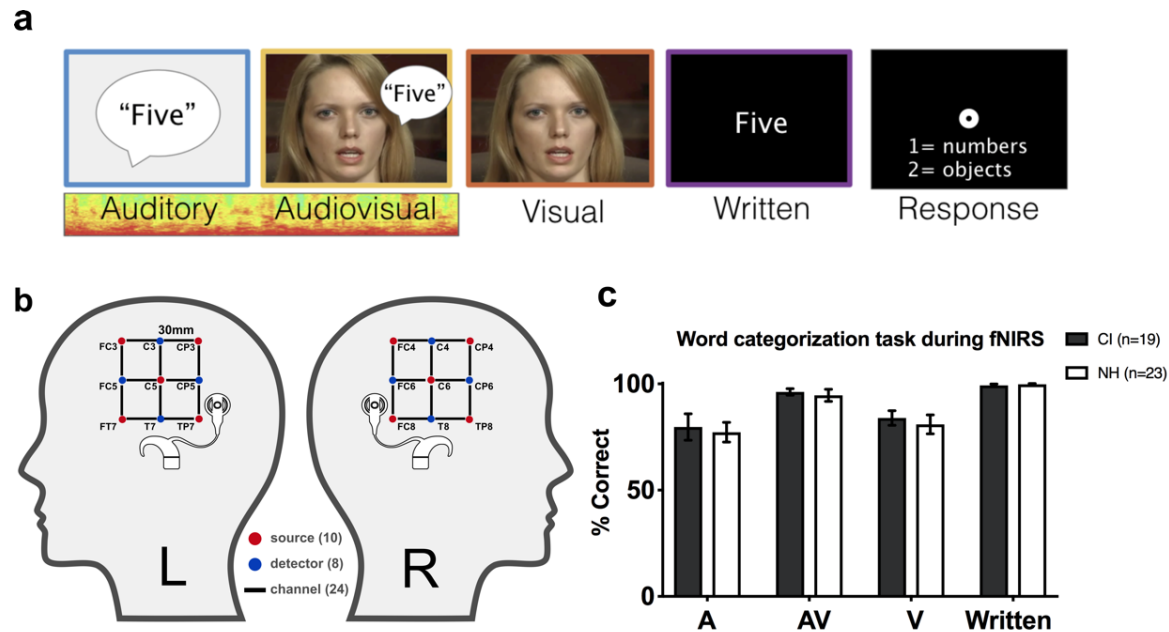 a
“Five”
“Five”
Five
1= numbers
2= objects
Auditory
Audiovisual
Visual
Written
Response
b
30mm
FC3 C3 CP3
FC5 C5 CP5
FT7 T7 TP7
L
FC4 C4 CP4
FC6 C6 CP6
FC8 T8 TP8
R
source (10)
detector (8)
channel (24)
c
Word categorization task during fNIRS
CI (n=19)
NH (n=23)
% Correct
100
50
0
A AV V Written